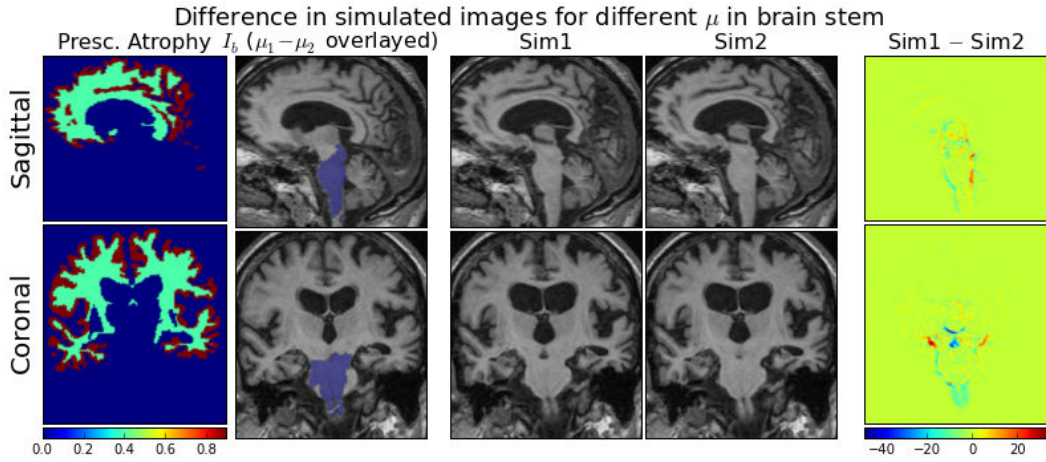 Difference in simulated images for different μ in brain stem
Presc. Atrophy I_b (μ₁−μ₂ overlayed) Sim1 Sim2 Sim1 − Sim2
Sagittal
Coronal
0.0 0.2 0.4 0.6 0.8 −40 −20 0 20